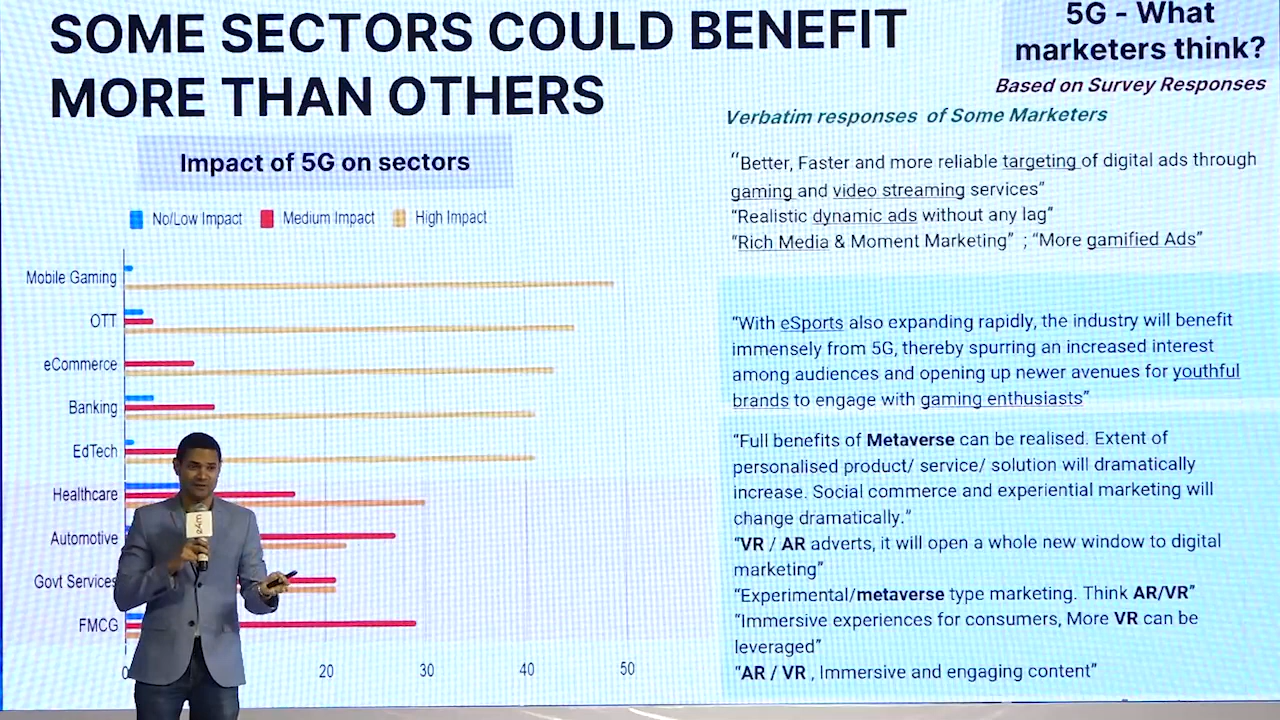 SOME SECTORS COULD BENEFIT
MORE THAN OTHERS
Impact of 5G on sectors
No/Low Impact
Medium Impact
High Impact
Mobile Gaming
OTT
eCommerce
Banking
EdTech
Healthcare
Automotive
Govt Services
FMCG
0
20
30
40
50
e4m
5G - What
marketers think?
Based on Survey Responses
Verbatim responses of Some Marketers
“Better, Faster and more reliable targeting of digital ads through
gaming and video streaming services”
“Realistic dynamic ads without any lag“
“Rich Media & Moment Marketing” ; “More gamified Ads”
“With eSports also expanding rapidly, the industry will benefit
immensely from 5G, thereby spurring an increased interest
among audiences and opening up newer avenues for youthful
brands to engage with gaming enthusiasts”
“Full benefits of Metaverse can be realised. Extent of
personalised product/ service/ solution will dramatically
increase. Social commerce and experiential marketing will
change dramatically.”
“VR / AR adverts, it will open a whole new window to digital
marketing”
“Experimental/metaverse type marketing. Think AR/VR”
“Immersive experiences for consumers, More VR can be
leveraged”
“AR / VR , Immersive and engaging content”